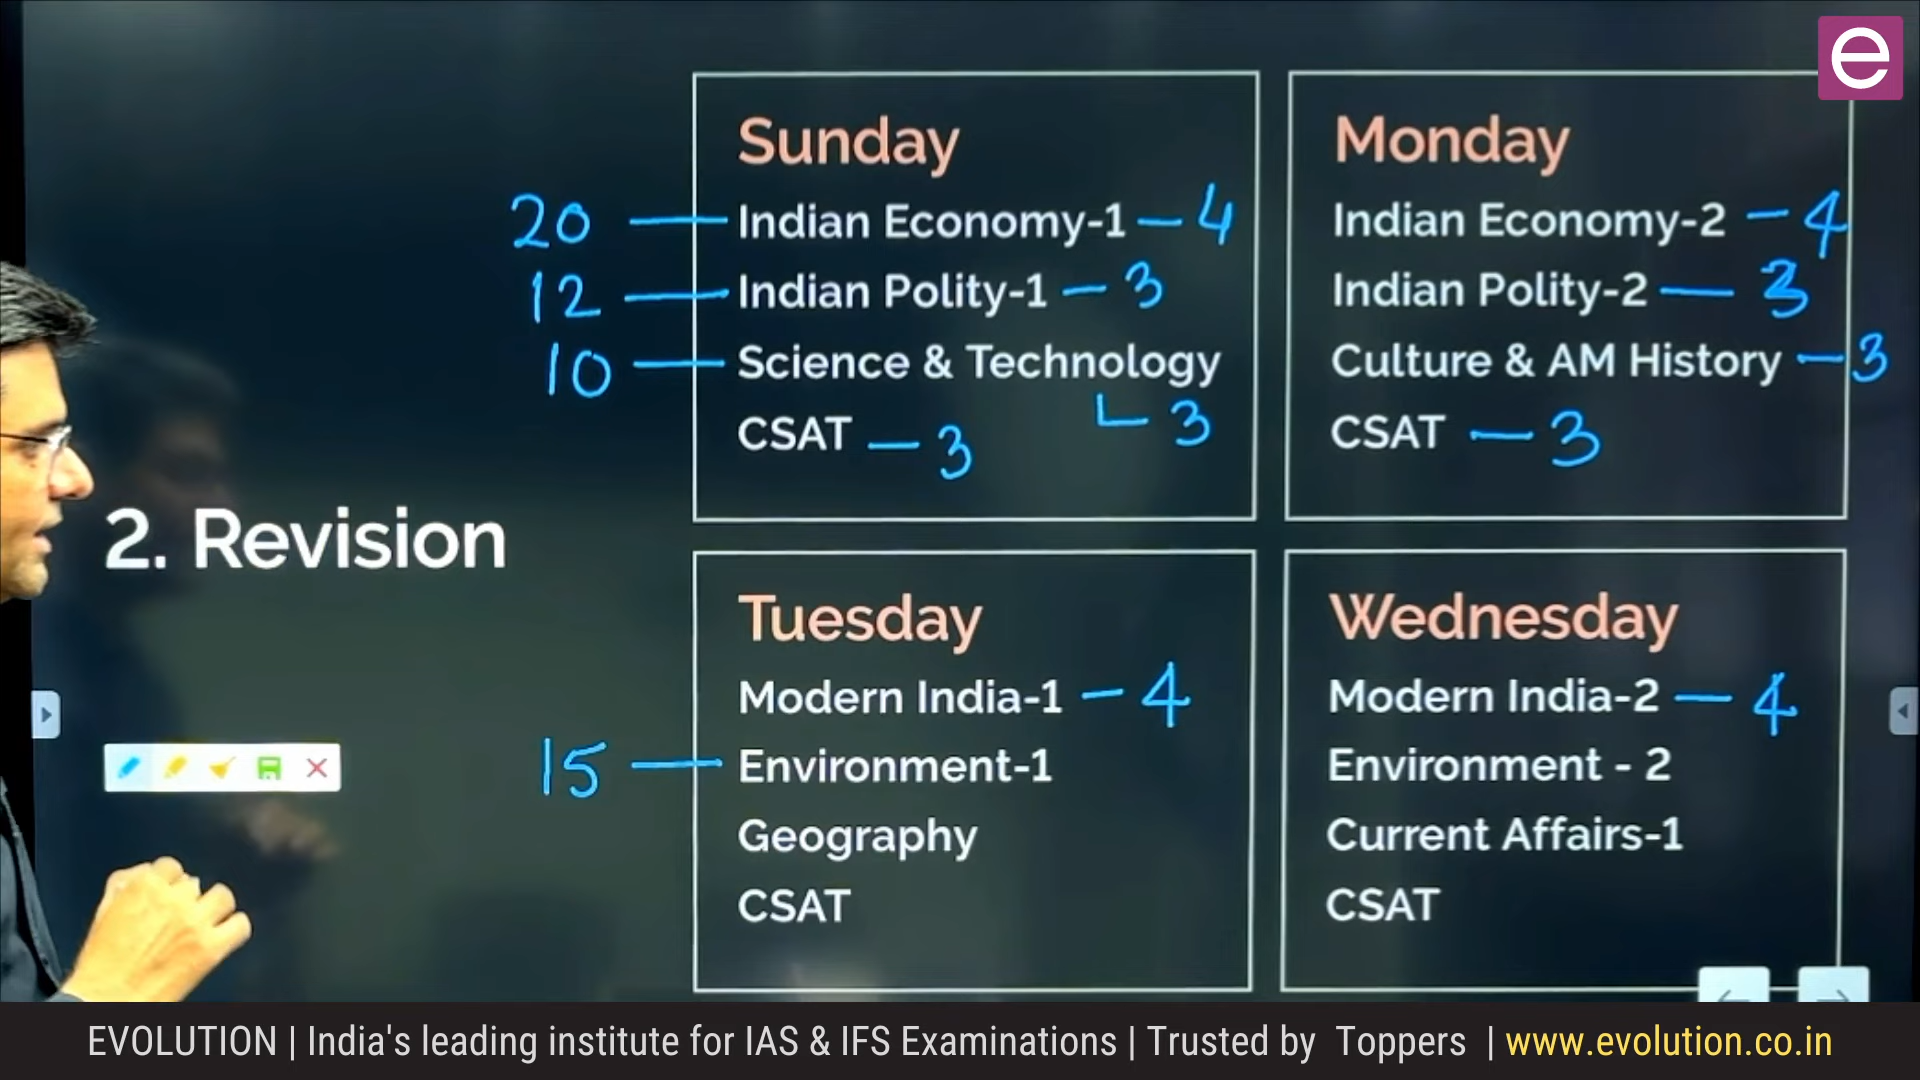 e
2. Revision
Sunday
20 — Indian Economy-1 — 4
12 — Indian Polity-1 — 3
10 — Science & Technology
3
CSAT — 3
Monday
Indian Economy-2 — 4
Indian Polity-2 — 3
Culture & AM History — 3
CSAT — 3
Tuesday
Modern India-1 — 4
15 — Environment-1
Geography
CSAT
Wednesday
Modern India-2 — 4
Environment - 2
Current Affairs-1
CSAT
EVOLUTION | India's leading institute for IAS & IFS Examinations | Trusted by Toppers | www.evolution.co.in